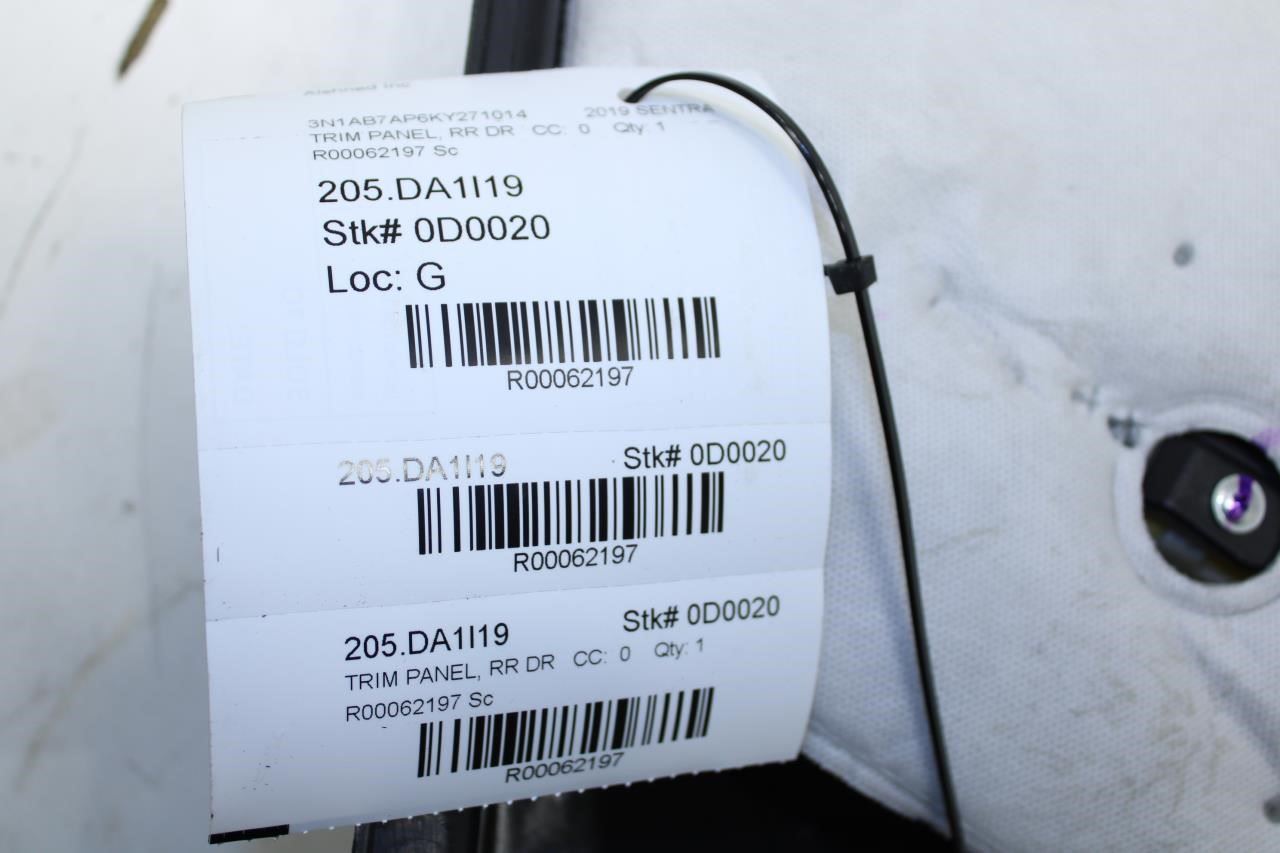 3N1AB7AP6KY271014 2019 SENTRA
TRIM PANEL, RR DR CC: 0 Qty: 1
R00062197 Sc
205.DA1I19
Stk# 0D0020
Loc: G
R00062197
205.DA1I19 Stk# 0D0020
R00062197
205.DA1I19 Stk# 0D0020
TRIM PANEL, RR DR CC: 0 Qty: 1
R00062197 Sc
R00062197